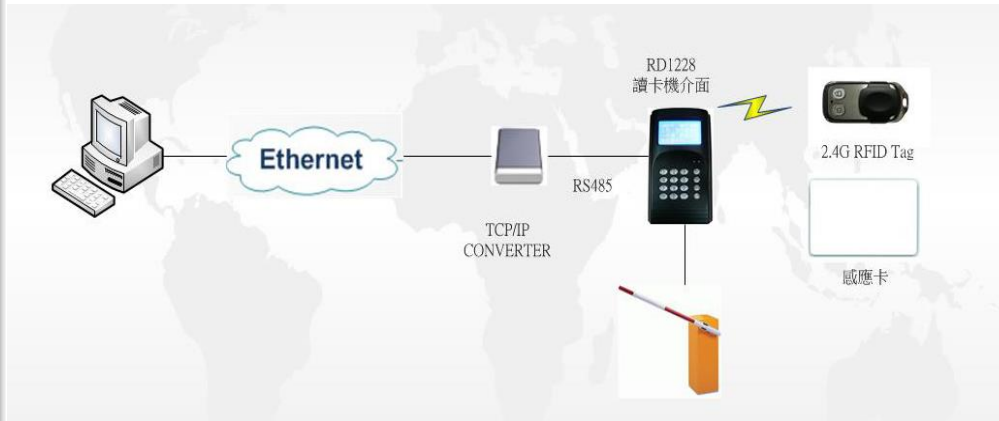 RD1228
讀卡機介面
Ethernet
2.4G RFID Tag
RS485
TCP/IP
CONVERTER
感應卡